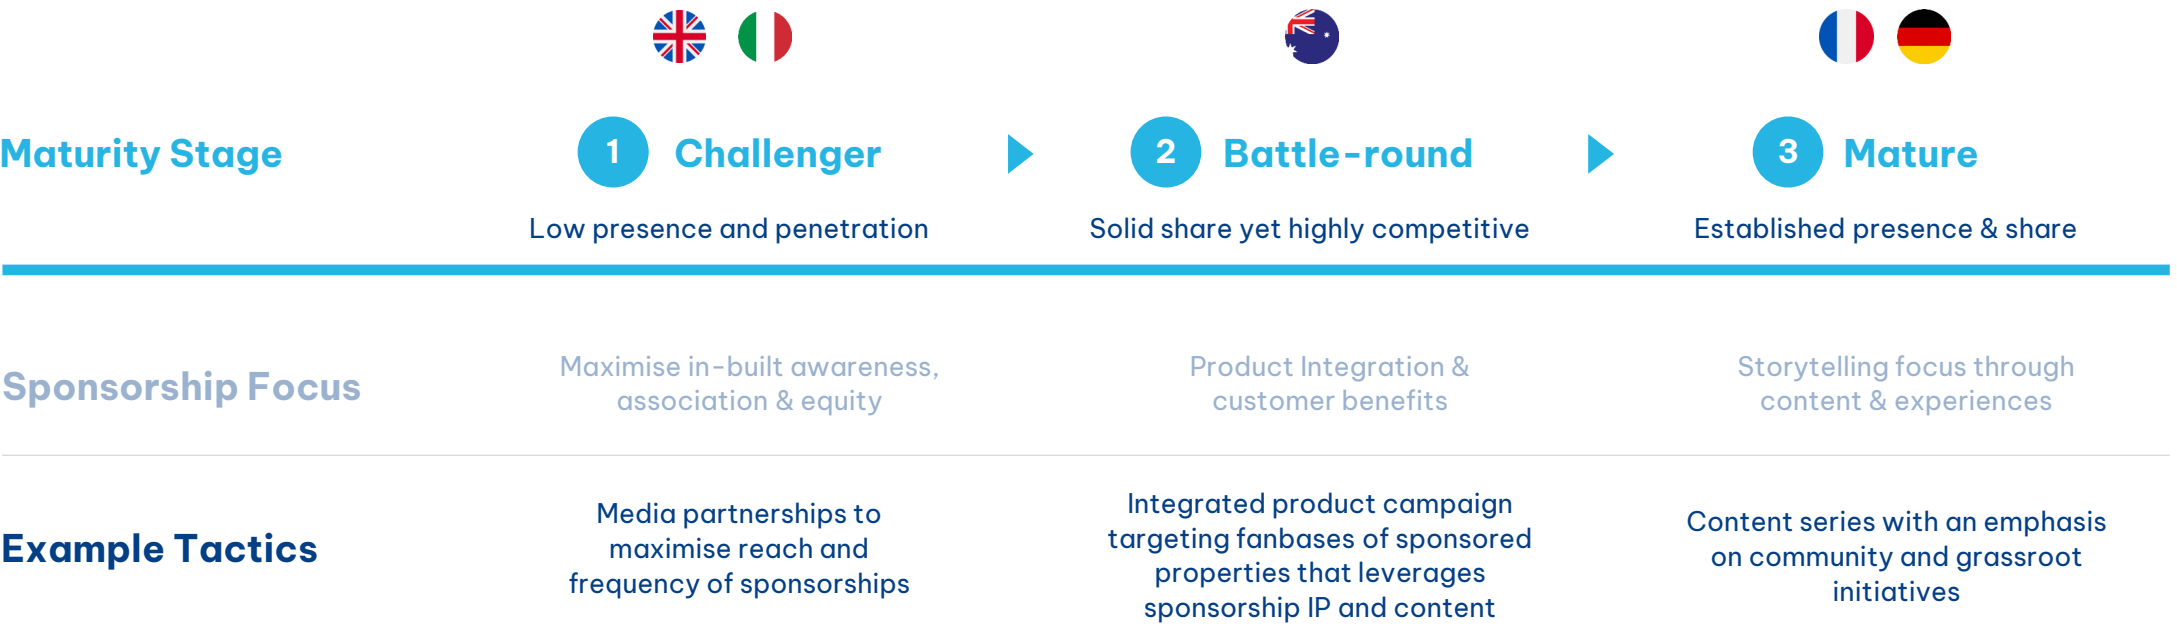 Maturity Stage
1 Challenger
2 Battle-round
3 Mature
Low presence and penetration
Solid share yet highly competitive
Established presence & share
Sponsorship Focus
Maximise in-built awareness,
association & equity
Product Integration &
customer benefits
Storytelling focus through
content & experiences
Example Tactics
Media partnerships to
maximise reach and
frequency of sponsorships
Integrated product campaign
targeting fanbases of sponsored
properties that leverages
sponsorship IP and content
Content series with an emphasis
on community and grassroot
initiatives